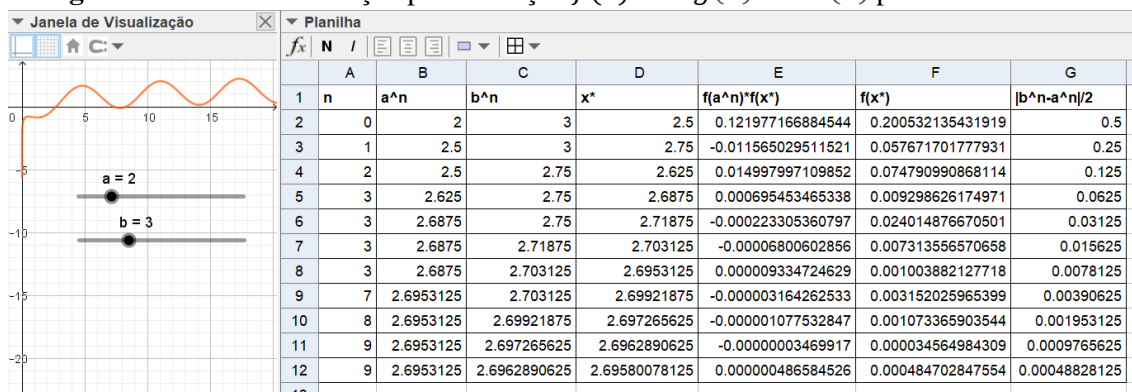 Janela de Visualização
Planilha
fx N I
A B C D E F G
1 n a^n b^n x* f(a^n)*f(x*) f(x*) |b^n-a^n|/2
2 0 2 3 2.5 0.121977166884544 0.200532135431919 0.5
3 1 2.5 3 2.75 -0.011565029511521 0.057671701777931 0.25
4 2 2.5 2.75 2.625 0.014997997109852 0.074790990868114 0.125
5 3 2.625 2.75 2.6875 0.000695453465338 0.009298626174971 0.0625
6 3 2.6875 2.75 2.71875 -0.000223305360797 0.024014876670501 0.03125
7 3 2.6875 2.71875 2.703125 -0.00006800602856 0.007313556570658 0.015625
8 3 2.6875 2.703125 2.6953125 0.000009334724629 0.001003882127718 0.0078125
9 7 2.6953125 2.703125 2.69921875 -0.000003164262533 0.003152025965399 0.00390625
10 8 2.6953125 2.69921875 2.697265625 -0.000001077532847 0.001073365903544 0.001953125
11 9 2.6953125 2.697265625 2.6962890625 -0.00000003469917 0.000034564984309 0.0009765625
12 9 2.6953125 2.6962890625 2.69580078125 0.000000486584526 0.000484702847554 0.00048828125
0 5 10 15
-5
a = 2
b = 3
-10
-15
-20